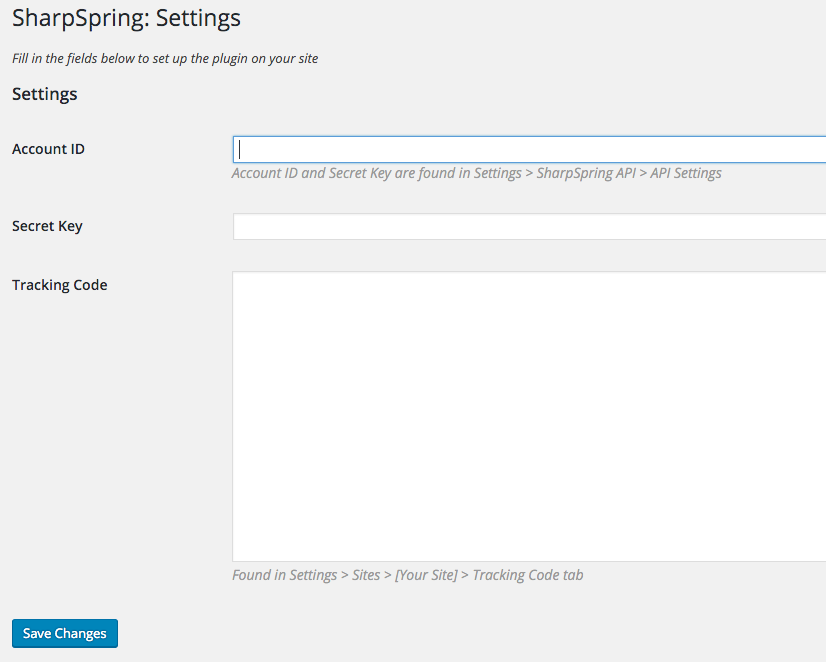 SharpSpring: Settings
Fill in the fields below to set up the plugin on your site
Settings
Account ID
Account ID and Secret Key are found in Settings > SharpSpring API > API Settings
Secret Key
Tracking Code
Found in Settings > Sites > [Your Site] > Tracking Code tab
Save Changes